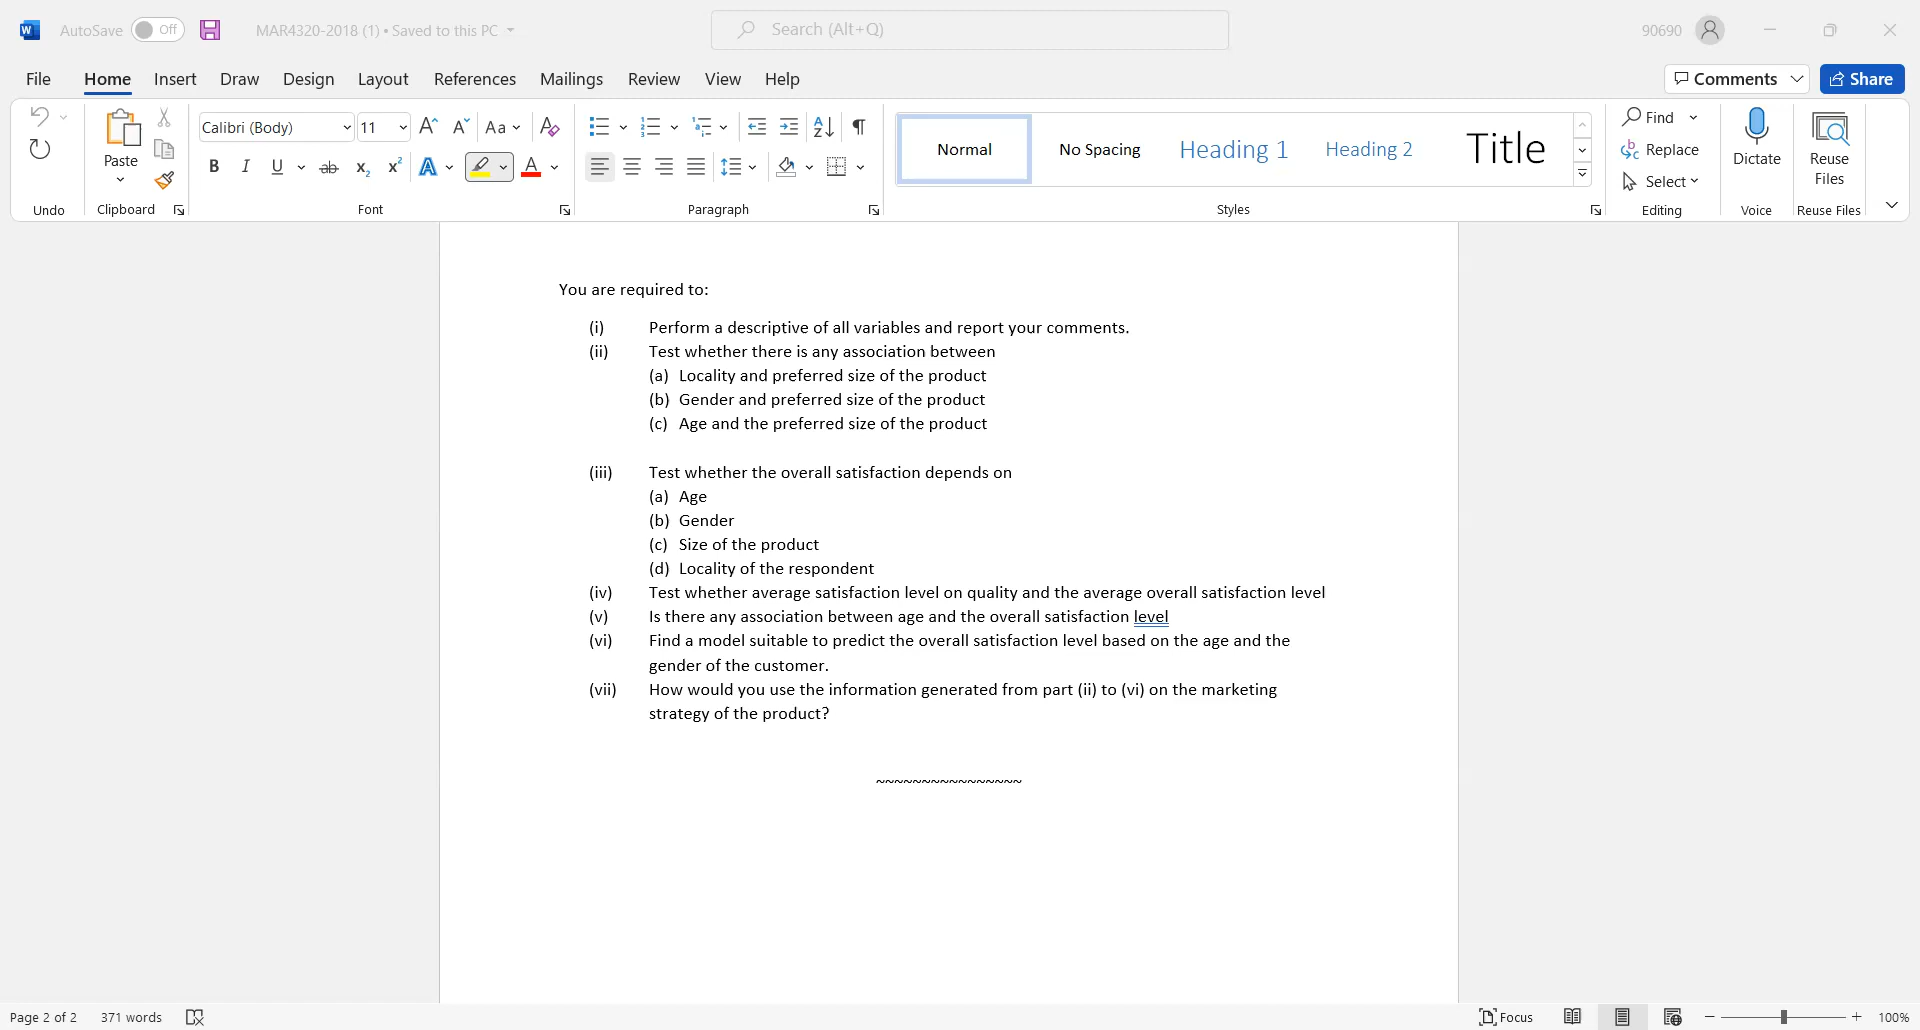 AutoSave Off MAR4320-2018 (1) • Saved to this PC Search (Alt+Q) 90690
File Home Insert Draw Design Layout References Mailings Review View Help Comments Share
Paste
Undo Clipboard
Calibri (Body) 11 Aa
B I U ab x₂ x² A A
Font
Paragraph
Normal No Spacing Heading 1 Heading 2 Title
Styles
Find
Replace
Select
Editing
Dictate
Voice
Reuse
Files
Reuse Files
You are required to:
(i) Perform a descriptive of all variables and report your comments.
(ii) Test whether there is any association between
(a) Locality and preferred size of the product
(b) Gender and preferred size of the product
(c) Age and the preferred size of the product
(iii) Test whether the overall satisfaction depends on
(a) Age
(b) Gender
(c) Size of the product
(d) Locality of the respondent
(iv) Test whether average satisfaction level on quality and the average overall satisfaction level
(v) Is there any association between age and the overall satisfaction level
(vi) Find a model suitable to predict the overall satisfaction level based on the age and the
gender of the customer.
(vii) How would you use the information generated from part (ii) to (vi) on the marketing
strategy of the product?
~~~~~~~~~~~~~~~~
Page 2 of 2 371 words Focus 100%